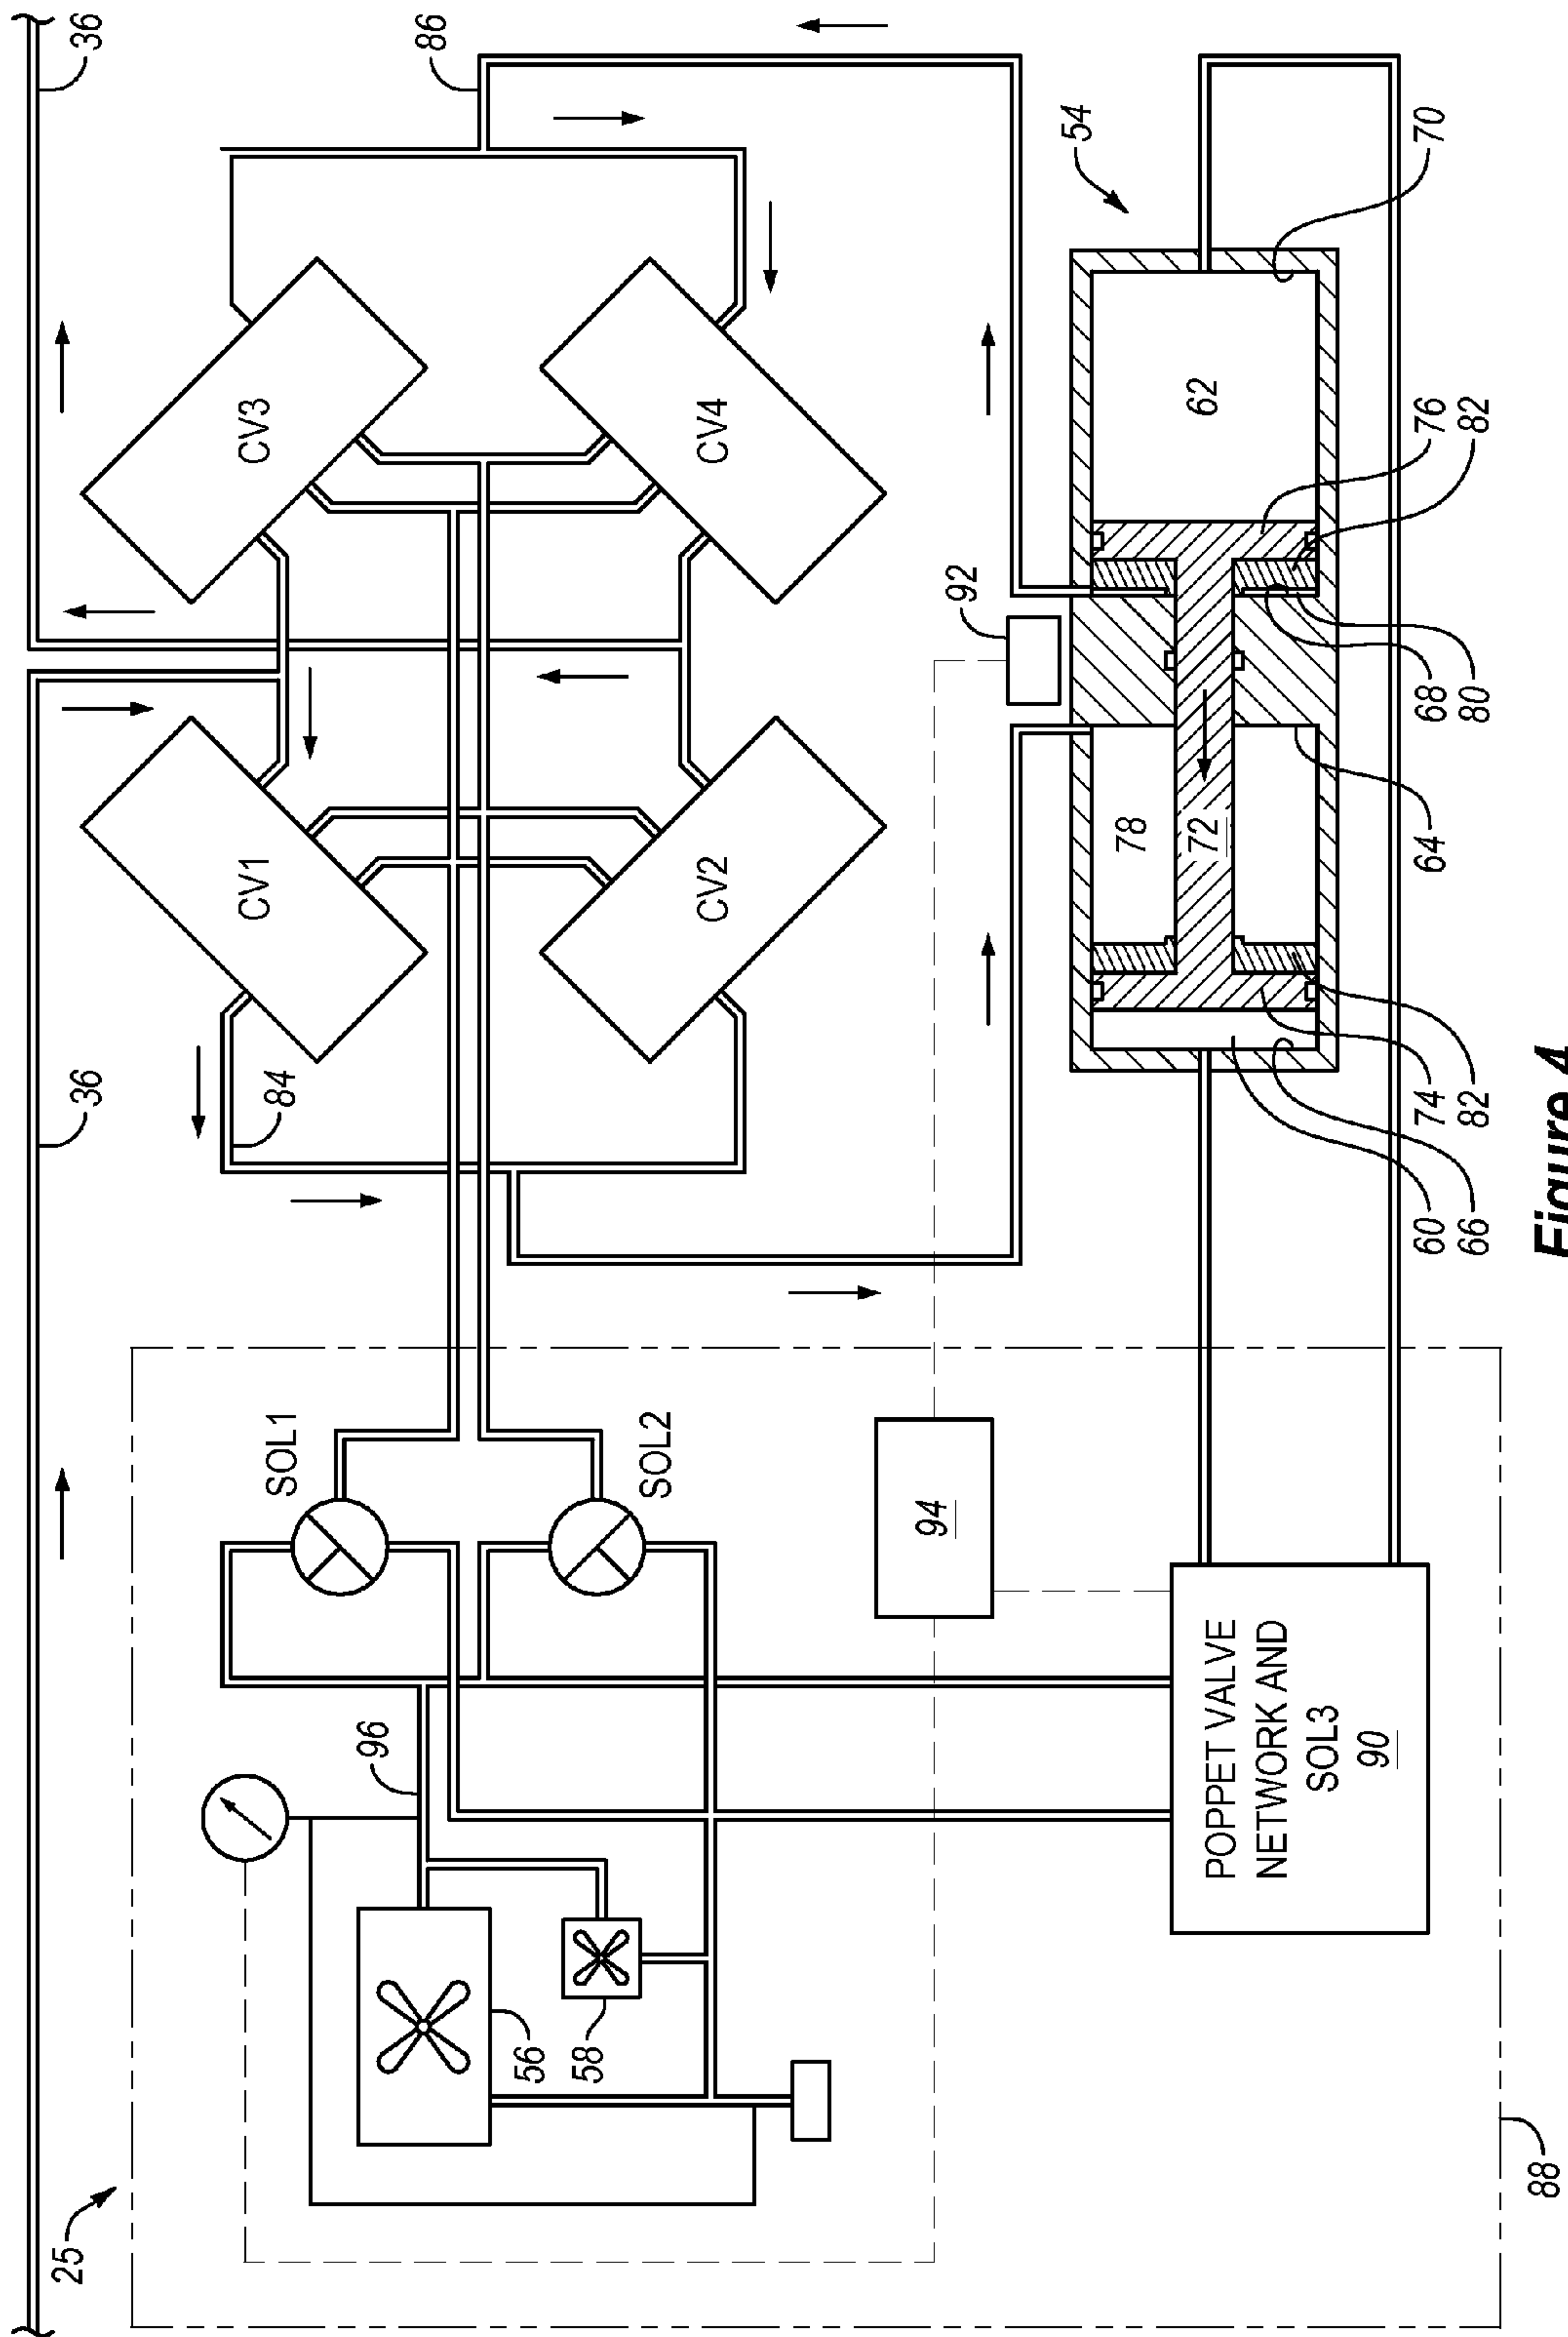 25
36
36
SOL1
84
CV1
CV3
96
86
56
58
SOL2
CV2
CV4
94
92
54
78
72
62
POPPET VALVE
NETWORK AND
SOL3
90
60
74
64
68
76
70
66
82
80
82
88
Figure 4